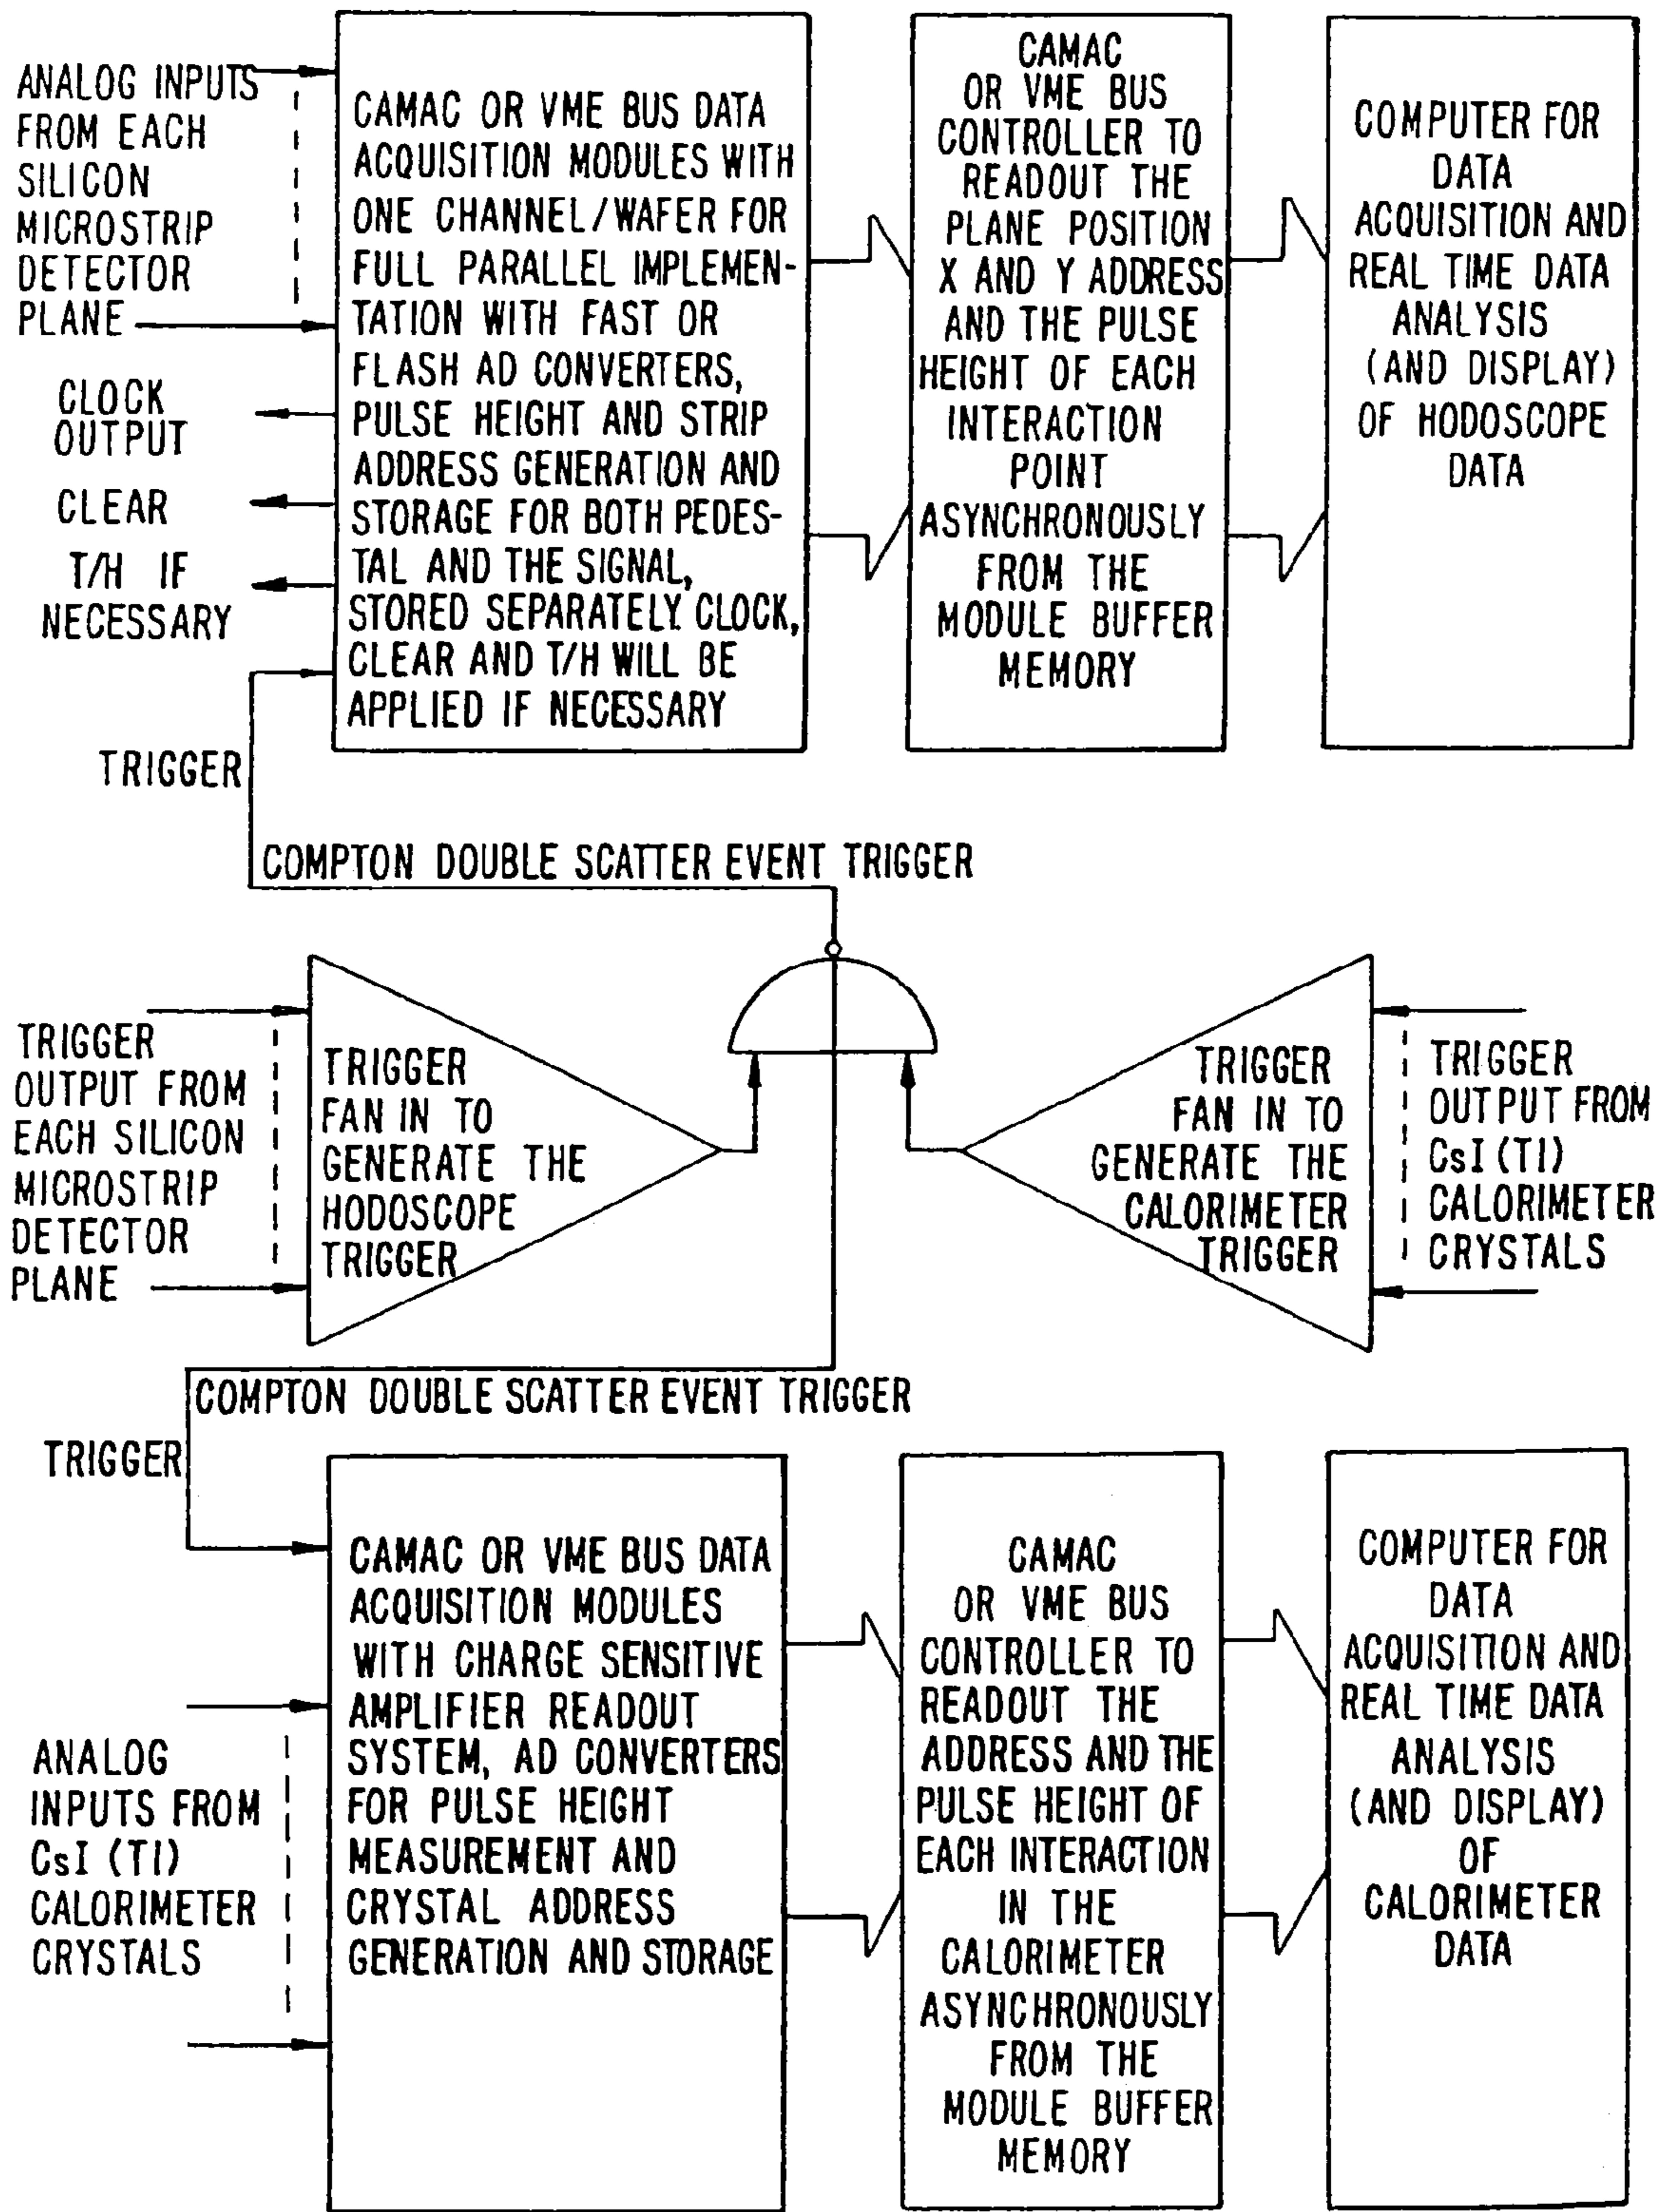 ANALOG INPUTS
FROM EACH
SILICON
MICROSTRIP
DETECTOR
PLANE
CLOCK
OUTPUT
CLEAR
T/H IF
NECESSARY
TRIGGER
CAMAC OR VME BUS DATA
ACQUISITION MODULES WITH
ONE CHANNEL/WAFER FOR
FULL PARALLEL IMPLEMEN-
TATION WITH FAST OR
FLASH AD CONVERTERS,
PULSE HEIGHT AND STRIP
ADDRESS GENERATION AND
STORAGE FOR BOTH PEDES-
TAL AND THE SIGNAL,
STORED SEPARATELY. CLOCK,
CLEAR AND T/H WILL BE
APPLIED IF NECESSARY
CAMAC
OR VME BUS
CONTROLLER TO
READOUT THE
PLANE POSITION
X AND Y ADDRESS
AND THE PULSE
HEIGHT OF EACH
INTERACTION
POINT
ASYNCHRONOUSLY
FROM THE
MODULE BUFFER
MEMORY
COMPUTER FOR
DATA
ACQUISITION AND
REAL TIME DATA
ANALYSIS
(AND DISPLAY)
OF HODOSCOPE
DATA
COMPTON DOUBLE SCATTER EVENT TRIGGER
TRIGGER
OUTPUT FROM
EACH SILICON
MICROSTRIP
DETECTOR
PLANE
TRIGGER
FAN IN TO
GENERATE THE
HODOSCOPE
TRIGGER
TRIGGER
FAN IN TO
GENERATE THE
CALORIMETER
TRIGGER
TRIGGER
OUTPUT FROM
CsI (Tl)
CALORIMETER
CRYSTALS
COMPTON DOUBLE SCATTER EVENT TRIGGER
TRIGGER
ANALOG
INPUTS FROM
CsI (Tl)
CALORIMETER
CRYSTALS
CAMAC OR VME BUS DATA
ACQUISITION MODULES
WITH CHARGE SENSITIVE
AMPLIFIER READOUT
SYSTEM, AD CONVERTERS
FOR PULSE HEIGHT
MEASUREMENT AND
CRYSTAL ADDRESS
GENERATION AND STORAGE
CAMAC
OR VME BUS
CONTROLLER TO
READOUT THE
ADDRESS AND THE
PULSE HEIGHT OF
EACH INTERACTION
IN THE
CALORIMETER
ASYNCHRONOUSLY
FROM THE
MODULE BUFFER
MEMORY
COMPUTER FOR
DATA
ACQUISITION AND
REAL TIME DATA
ANALYSIS
(AND DISPLAY)
OF
CALORIMETER
DATA